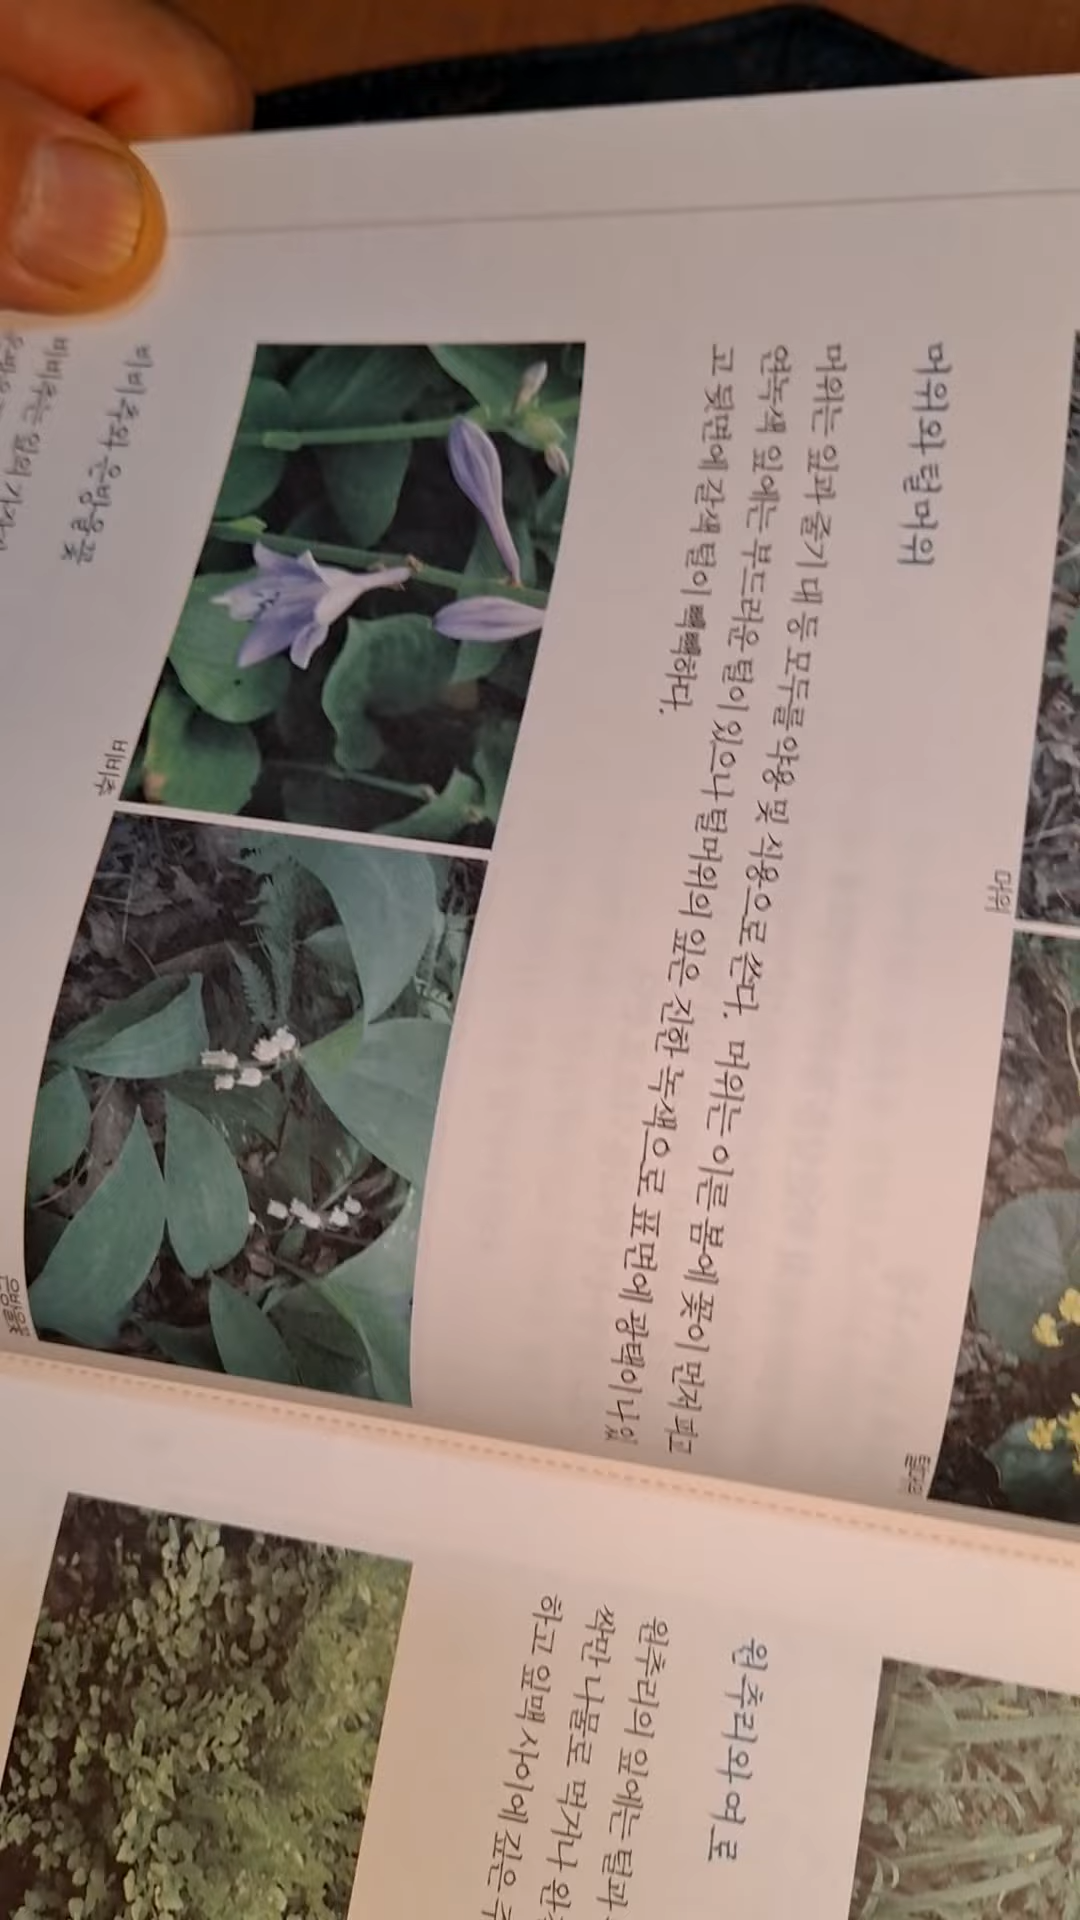 머위
털머위
머위와 털머위
머위는 잎과 줄기 대 등 모두를 약용 및 식용으로 쓴다. 머위는 이른 봄에 꽃이 먼저 피고
연녹색 잎에는 부드러운 털이 있으나 털머위의 잎은 진한 녹색으로 표면에 광택이 나 있
고 뒷면에 갈색 털이 빽빽하다.
비비추
은방울꽃
비비추와 은방울꽃
비비추는 잎의 가장
원추리와 여로
원추리의 잎에는 털과
싹만 나물로 먹거나
하고 잎맥 사이에 깊은